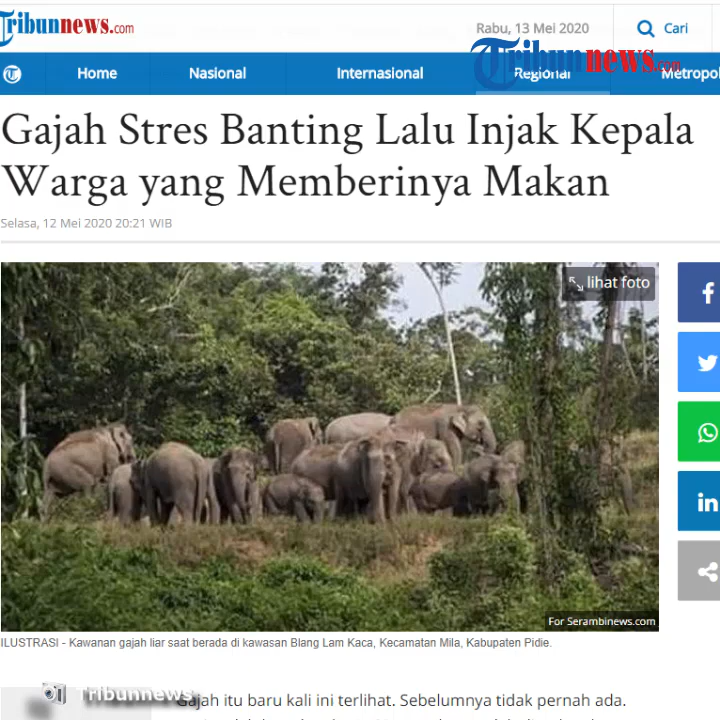 Tribunnews.com
Rabu, 13 Mei 2020
Cari
Tribunnews.com
Home
Nasional
Internasional
Regional
Metropol
Gajah Stres Banting Lalu Injak Kepala
Warga yang Memberinya Makan
Selasa, 12 Mei 2020 20:21 WIB
lihat foto
For Serambinews.com
ILUSTRASI - Kawanan gajah liar saat berada di kawasan Blang Lam Kaca, Kecamatan Mila, Kabupaten Pidie.
Tribunnews
Gajah itu baru kali ini terlihat. Sebelumnya tidak pernah ada.